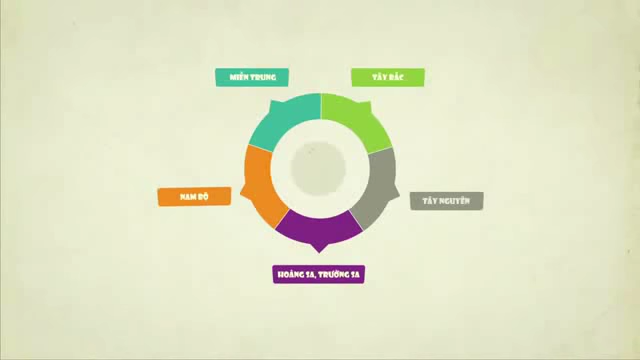 MIỀN TRUNG
TÂY BẮC
NAM BỘ
TÂY NGUYÊN
HOÀNG SA, TRƯỜNG SA